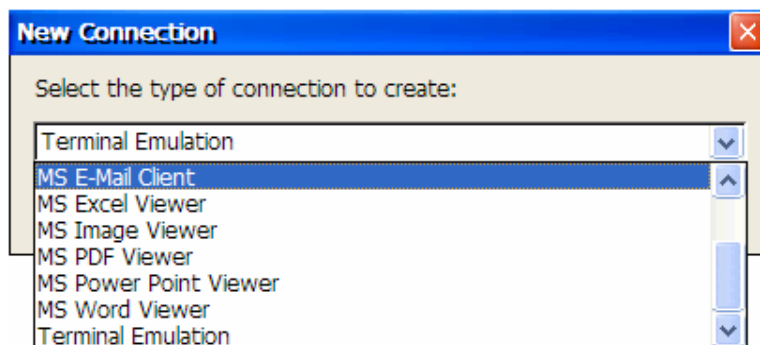 New Connection
Select the type of connection to create:
Terminal Emulation
MS E-Mail Client
MS Excel Viewer
MS Image Viewer
MS PDF Viewer
MS Power Point Viewer
MS Word Viewer
Terminal Emulation